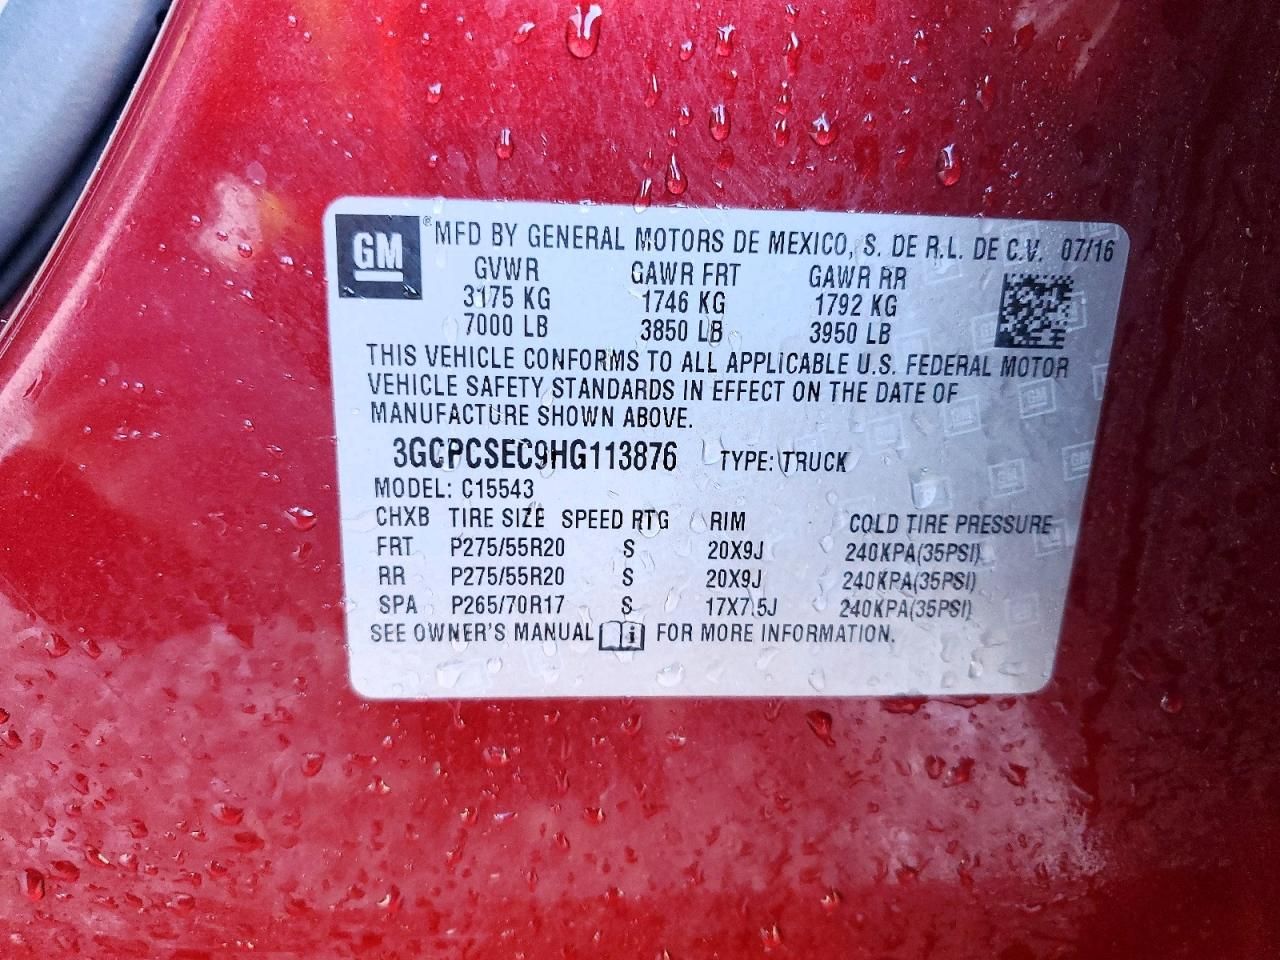 GM ® MFD BY GENERAL MOTORS DE MEXICO, S. DE R.L. DE C.V. 07/16
GVWR GAWR FRT GAWR RR
3175 KG 1746 KG 1792 KG
7000 LB 3850 LB 3950 LB
THIS VEHICLE CONFORMS TO ALL APPLICABLE U.S. FEDERAL MOTOR
VEHICLE SAFETY STANDARDS IN EFFECT ON THE DATE OF
MANUFACTURE SHOWN ABOVE.
3GCPCSEC9HG113876 TYPE: TRUCK
MODEL: C15543
CHXB TIRE SIZE SPEED RTG RIM COLD TIRE PRESSURE
FRT P275/55R20 S 20X9J 240KPA(35PSI)
RR P275/55R20 S 20X9J 240KPA(35PSI)
SPA P265/70R17 S 17X7.5J 240KPA(35PSI)
SEE OWNER'S MANUAL i FOR MORE INFORMATION.